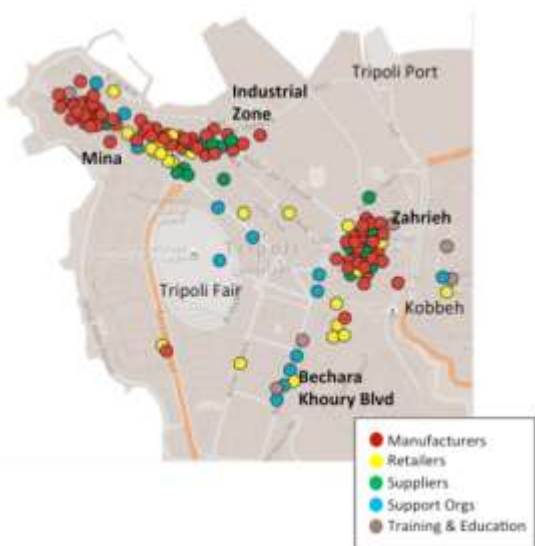 Tripoli Port
Industrial
Zone
Mina
Zahrieh
Tripoli
Tripoli Fair
Kobbeh
Bechara
Khoury Blvd
Manufacturers
Retailers
Suppliers
Support Orgs
Training & Education